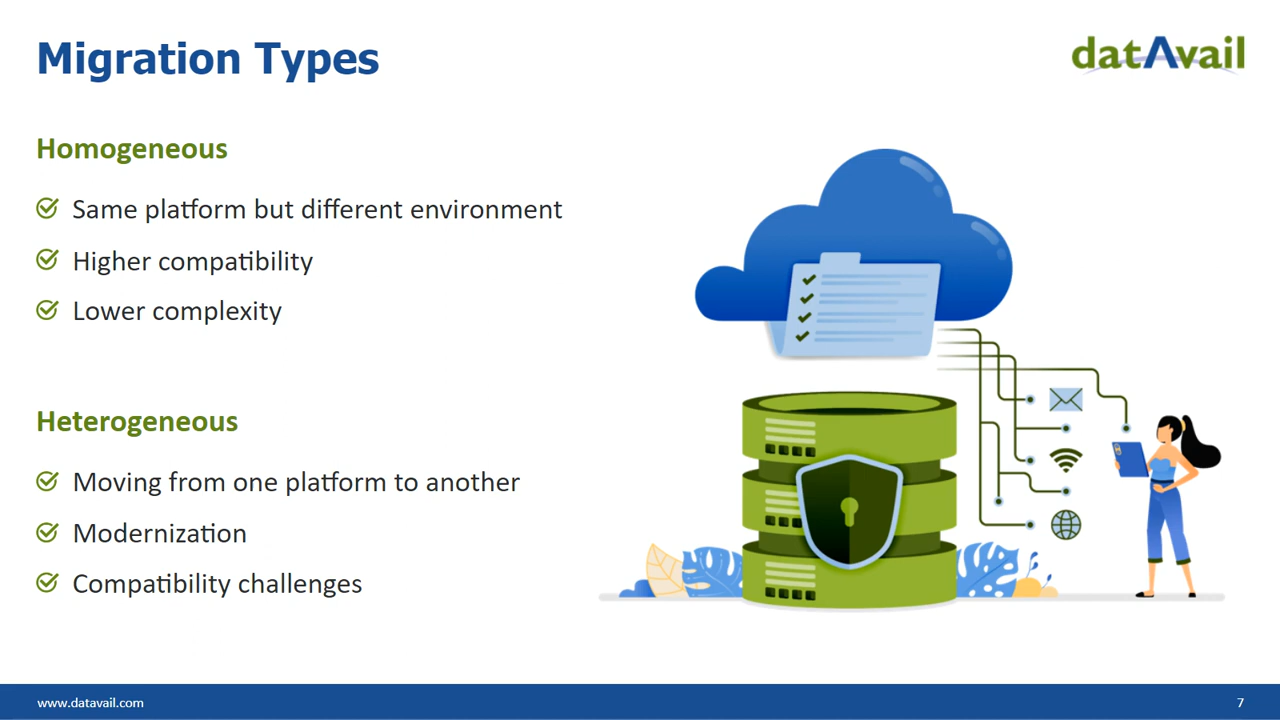 Migration Types
datAvail
Homogeneous
Same platform but different environment
Higher compatibility
Lower complexity
Heterogeneous
Moving from one platform to another
Modernization
Compatibility challenges
www.datavail.com
7